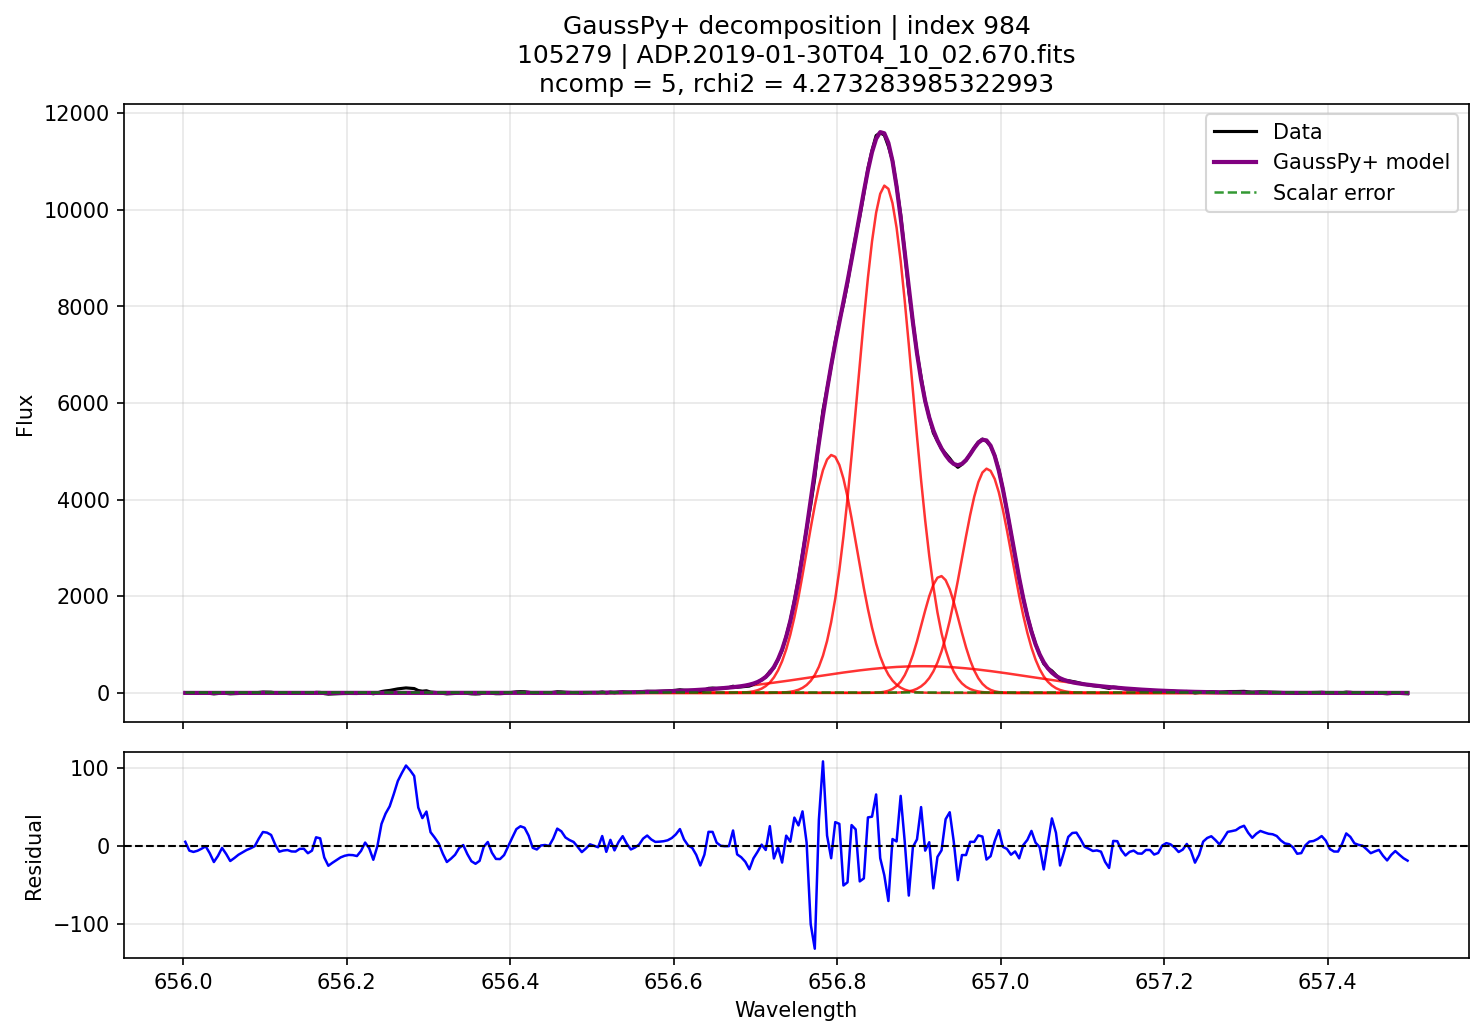 GaussPy+ decomposition | index 984
105279 | ADP.2019-01-30T04_10_02.670.fits
ncomp = 5, rchi2 = 4.273283985322993
12000
10000
8000
6000
4000
2000
0
Flux
Data
GaussPy+ model
Scalar error
100
0
−100
Residual
656.0 656.2 656.4 656.6 656.8 657.0 657.2 657.4
Wavelength